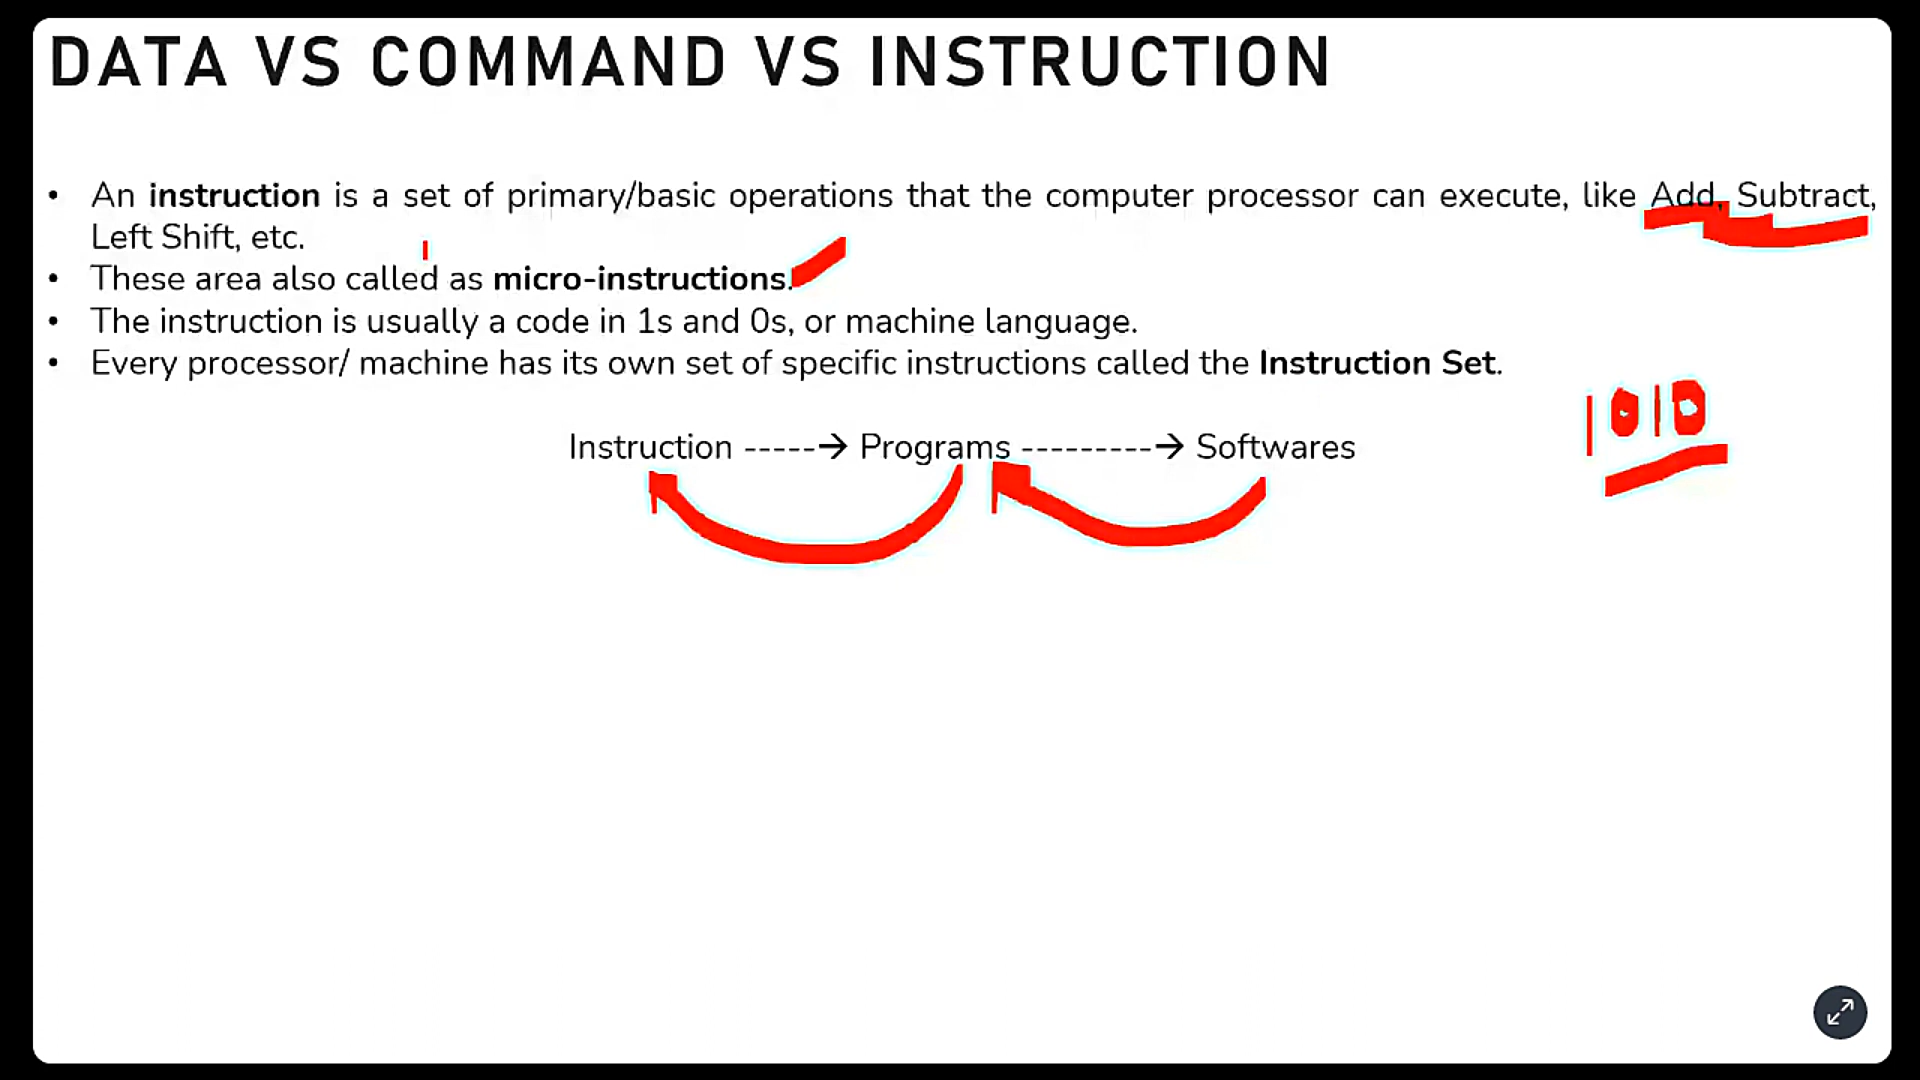 DATA VS COMMAND VS INSTRUCTION
• An instruction is a set of primary/basic operations that the computer processor can execute, like Add, Subtract,
Left Shift, etc.
• These area also called as micro-instructions.
• The instruction is usually a code in 1s and 0s, or machine language.
• Every processor/ machine has its own set of specific instructions called the Instruction Set.
1010
Instruction -----→ Programs ---------→ Softwares